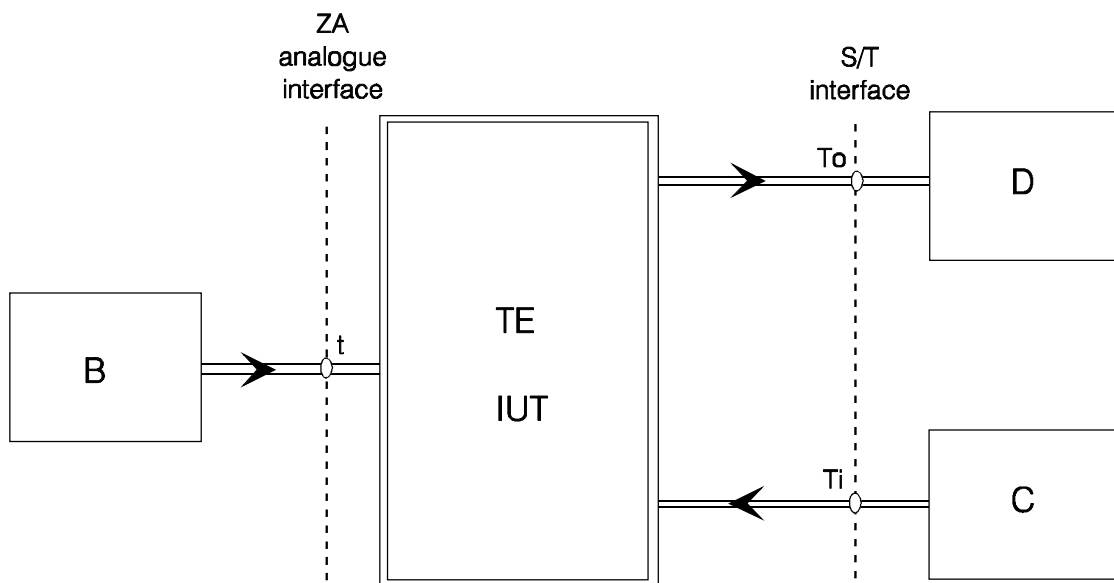 ZA
analogue
interface
S/T
interface
To
D
t
TE
B
IUT
Ti
C